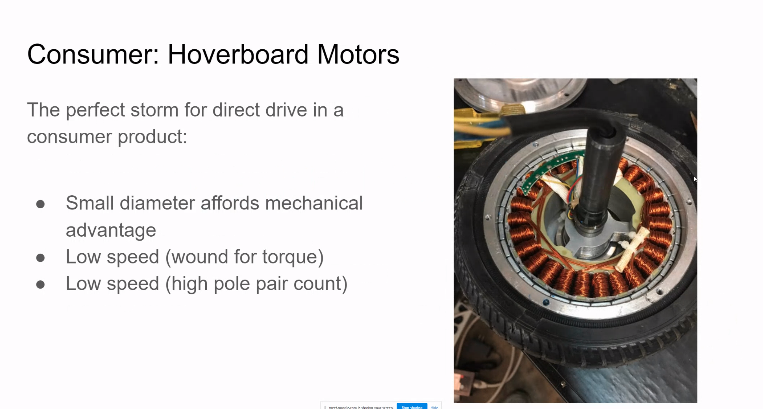 Consumer: Hoverboard Motors
The perfect storm for direct drive in a
consumer product:
● Small diameter affords mechanical
advantage
● Low speed (wound for torque)
● Low speed (high pole pair count)